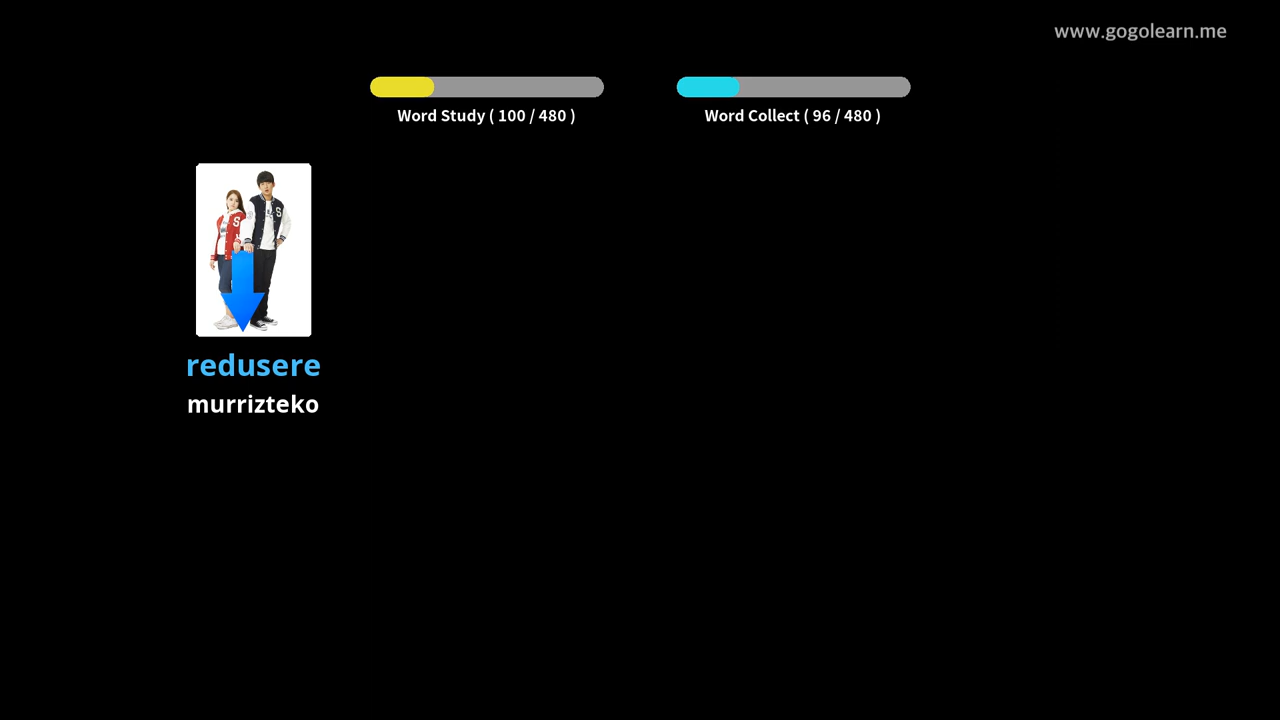 www.gogolearn.me
Word Study ( 100 / 480 )
Word Collect ( 96 / 480 )
S
S
redusere
murrizteko